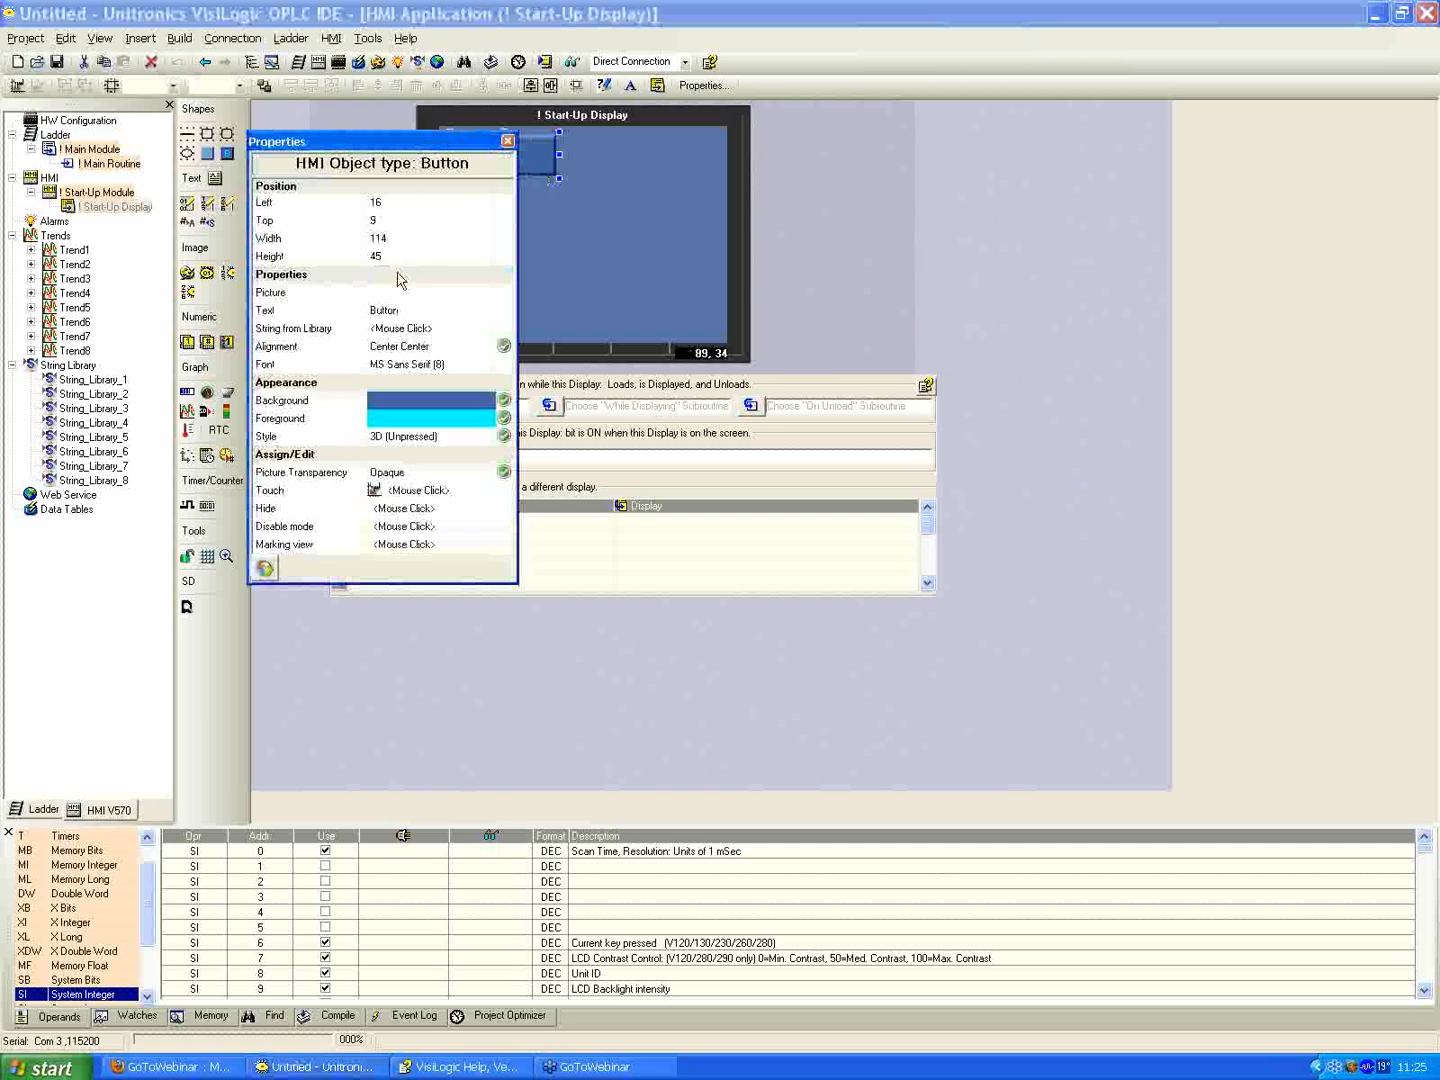 Untitled - Unitronics VisiLogic OPLC IDE - [HMI Application (! Start-Up Display)]
Project Edit View Insert Build Connection Ladder HMI Tools Help
Direct Connection
Properties...
HW Configuration
Ladder
! Main Module
! Main Routine
HMI
! Start-Up Module
! Start-Up Display
Alarms
Trends
Trend1
Trend2
Trend3
Trend4
Trend5
Trend6
Trend7
Trend8
String Library
String_Library_1
String_Library_2
String_Library_3
String_Library_4
String_Library_5
String_Library_6
String_Library_7
String_Library_8
Web Service
Data Tables
Ladder HMI V570
Shapes
Text
Image
Numeric
Graph
RTC
Timer/Counter
Tools
SD
! Start-Up Display
89, 34
Properties
HMI Object type: Button
Position
Left 16
Top 9
Width 114
Height 45
Properties
Picture
Text Button
String from Library <Mouse Click>
Alignment Center Center
Font MS Sans Serif (8)
Appearance
Background
Foreground
Style 3D (Unpressed)
Assign/Edit
Picture Transparency Opaque
Touch <Mouse Click>
Hide <Mouse Click>
Disable mode <Mouse Click>
Marking view <Mouse Click>
n while this Display: Loads, is Displayed, and Unloads.
Choose "While Displaying" Subroutine Choose "On Unload" Subroutine
his Display: bit is ON when this Display is on the screen.
a different display.
Display
T Timers
MB Memory Bits
MI Memory Integer
ML Memory Long
DW Double Word
XB X Bits
XI X Integer
XL X Long
XDW X Double Word
MF Memory Float
SB System Bits
SI System Integer
Opr Addr. Use Format Description
SI 0 DEC Scan Time, Resolution: Units of 1 mSec
SI 1 DEC
SI 2 DEC
SI 3 DEC
SI 4 DEC
SI 5 DEC
SI 6 DEC Current key pressed (V120/130/230/260/280)
SI 7 DEC LCD Contrast Control: (V120/280/290 only) 0=Min. Contrast, 50=Med. Contrast, 100=Max. Contrast
SI 8 DEC Unit ID
SI 9 DEC LCD Backlight intensity
Operands Watches Memory Find Compile Event Log Project Optimizer
Serial: Com 3 ,115200 000%
start GoToWebinar : M... Untitled - Unitroni... VisiLogic Help, Ve... GoToWebinar 19° 11:25